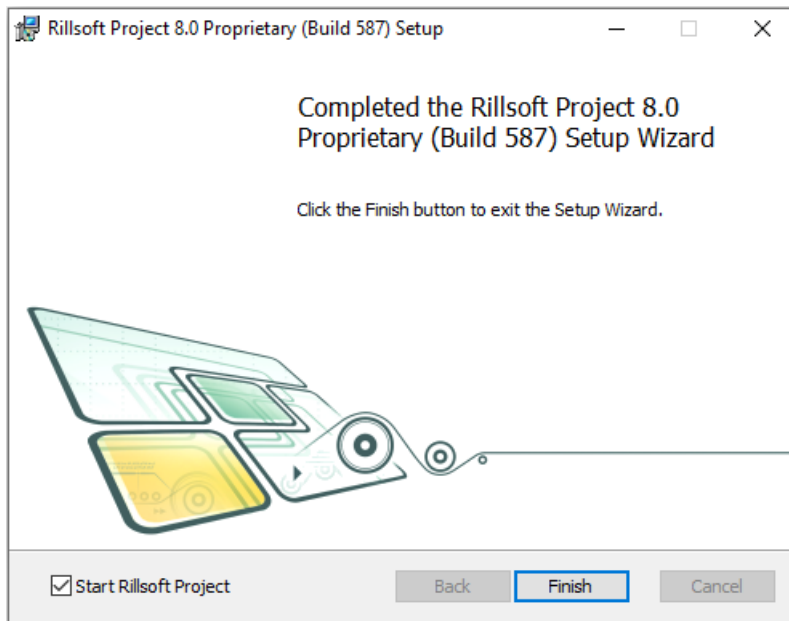 Rillsoft Project 8.0 Proprietary (Build 587) Setup
Completed the Rillsoft Project 8.0
Proprietary (Build 587) Setup Wizard
Click the Finish button to exit the Setup Wizard.
Start Rillsoft Project
Back
Finish
Cancel